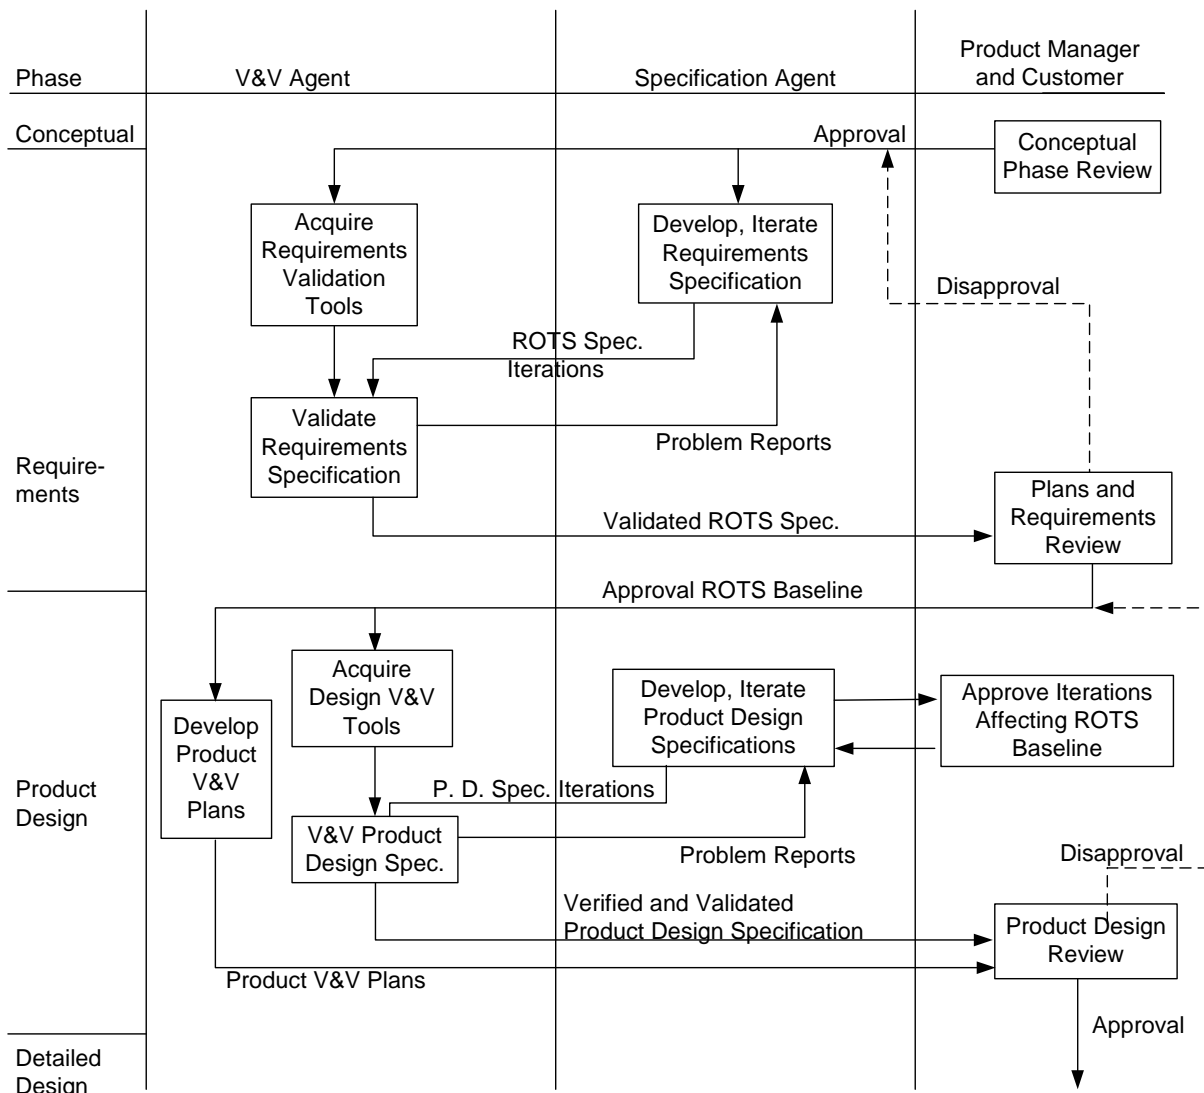 Phase
V&V Agent
Specification Agent
Product Manager
and Customer
Conceptual
Approval
Conceptual
Phase Review
Acquire
Requirements
Validation
Tools
Develop, Iterate
Requirements
Specification
Disapproval
ROTS Spec.
Iterations
Validate
Requirements
Specification
Problem Reports
Require-
ments
Plans and
Requirements
Review
Validated ROTS Spec.
Approval ROTS Baseline
Acquire
Design V&V
Tools
Develop, Iterate
Product Design
Specifications
Approve Iterations
Affecting ROTS
Baseline
Develop
Product
V&V
Plans
Product
Design
P. D. Spec. Iterations
V&V Product
Design Spec.
Problem Reports
Disapproval
Verified and Validated
Product Design Specification
Product Design
Review
Product V&V Plans
Approval
Detailed
Design